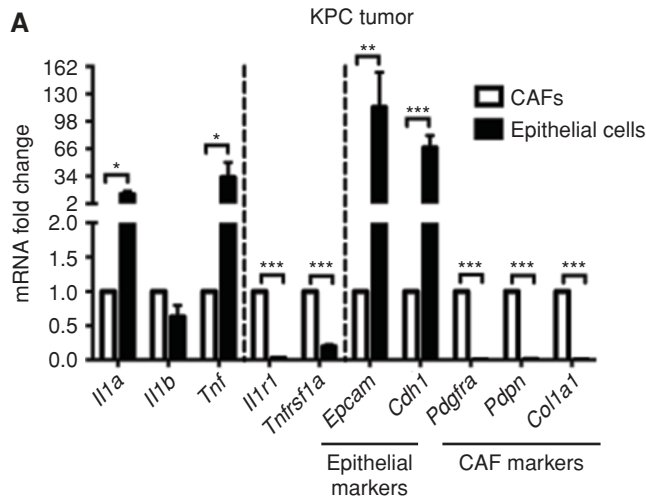 A
KPC tumor
mRNA fold change
162
130
98
66
34
2
2.0
1.5
1.0
0.5
0.0
CAFs
Epithelial cells
*
*
***
***
**
***
***
***
***
Il1a
Il1b
Tnf
Il1r1
Tnfrsf1a
Epcam
Cdh1
Pdgfra
Pdpn
Col1a1
Epithelial
markers
CAF markers